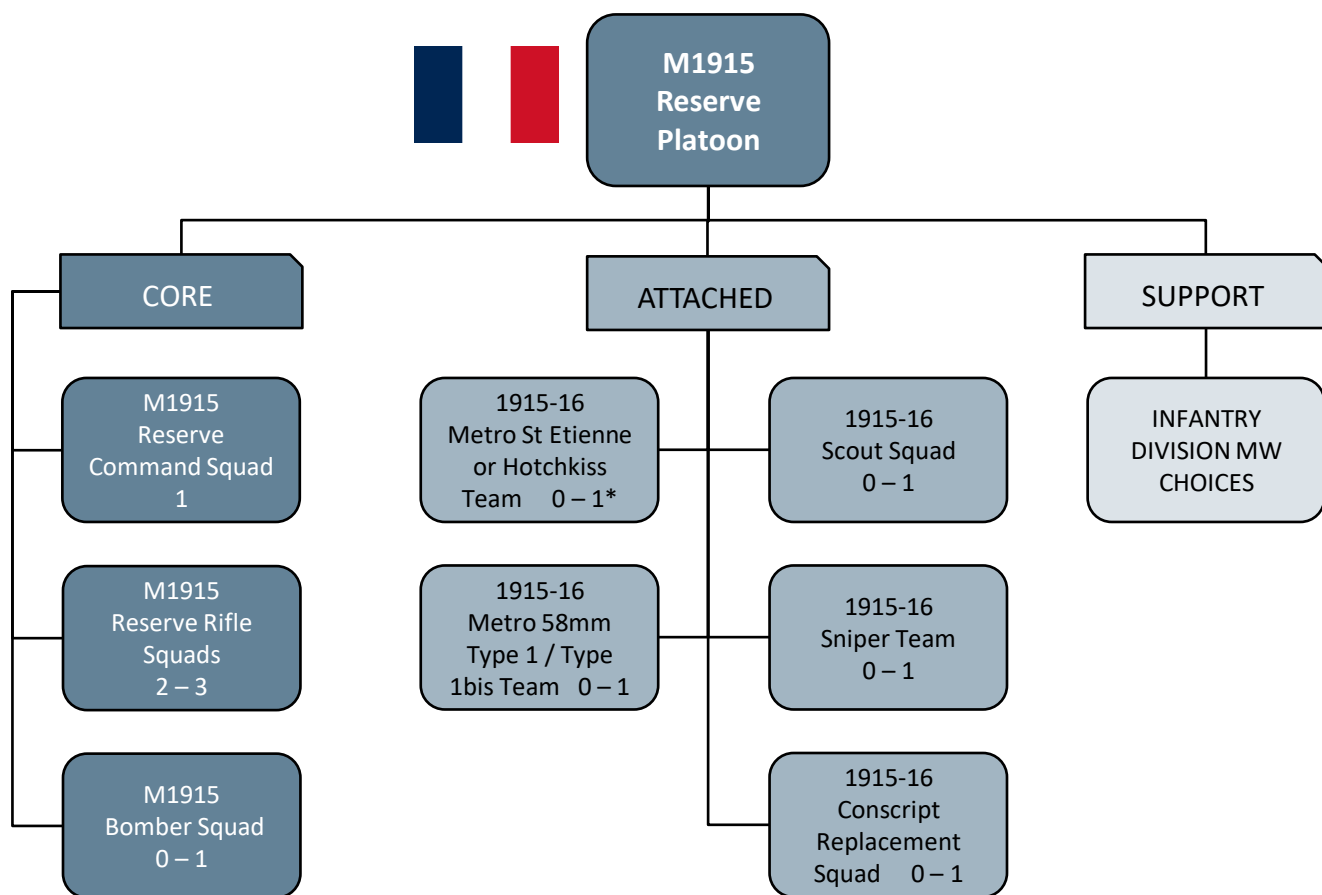 M1915
Reserve
Platoon
CORE
ATTACHED
SUPPORT
M1915
Reserve
Command Squad
1
1915-16
Metro St Etienne
or Hotchkiss
Team 0 – 1*
1915-16
Scout Squad
0 – 1
INFANTRY
DIVISION MW
CHOICES
M1915
Reserve Rifle
Squads
2 – 3
1915-16
Metro 58mm
Type 1 / Type
1bis Team 0 – 1
1915-16
Sniper Team
0 – 1
M1915
Bomber Squad
0 – 1
1915-16
Conscript
Replacement
Squad 0 – 1